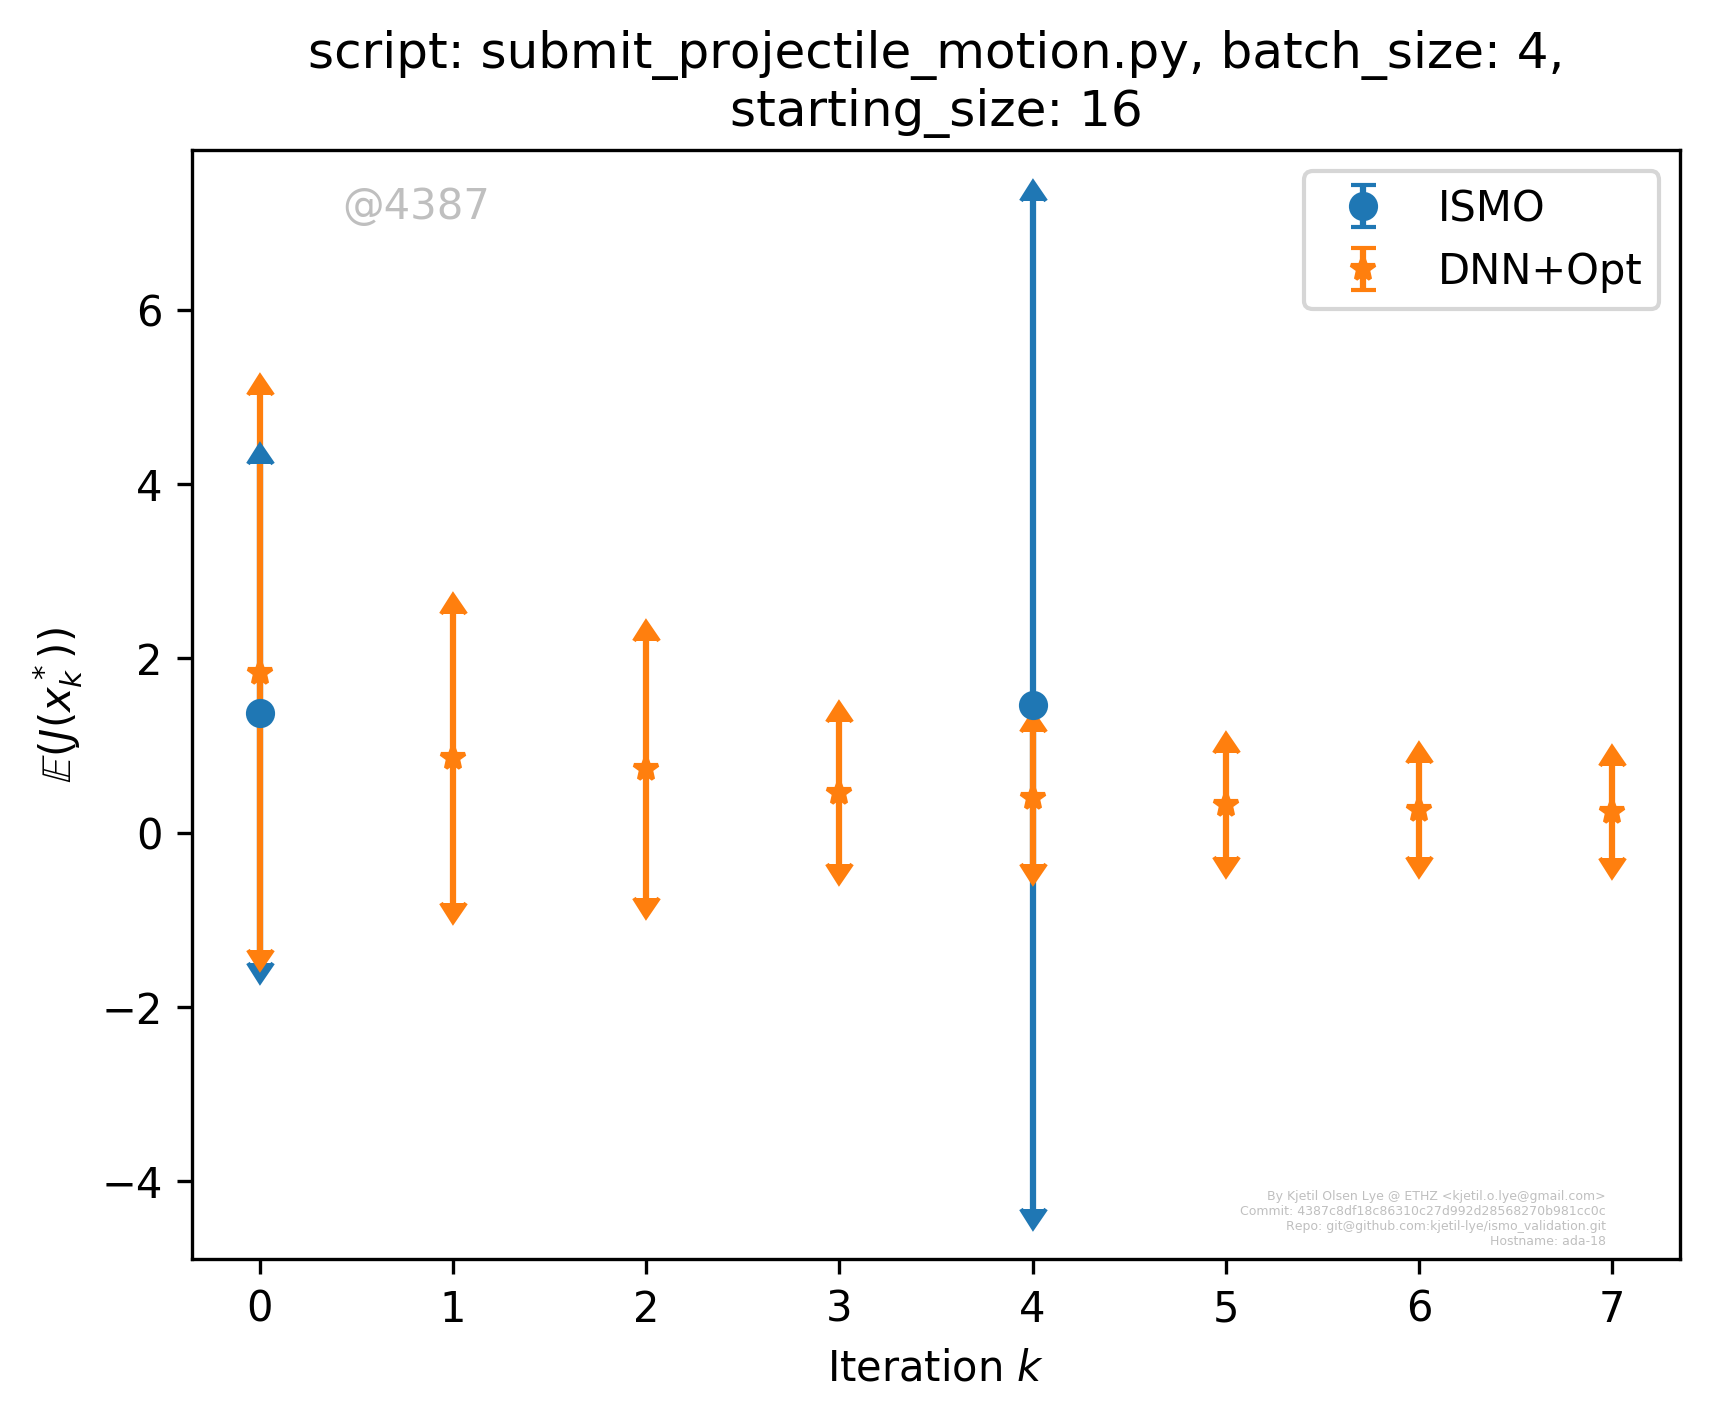 script: submit_projectile_motion.py, batch_size: 4,
starting_size: 16
@4387
ISMO
DNN+Opt
6
4
2
0
−2
−4
𝔼(J(x*k))
By Kjetil Olsen Lye @ ETHZ <kjetil.o.lye@gmail.com>
Commit: 4387c8df18c86310c27d992d28568270b981cc0c
Repo: git@github.com:kjetil-lye/ismo_validation.git
Hostname: ada-18
0 1 2 3 4 5 6 7
Iteration k